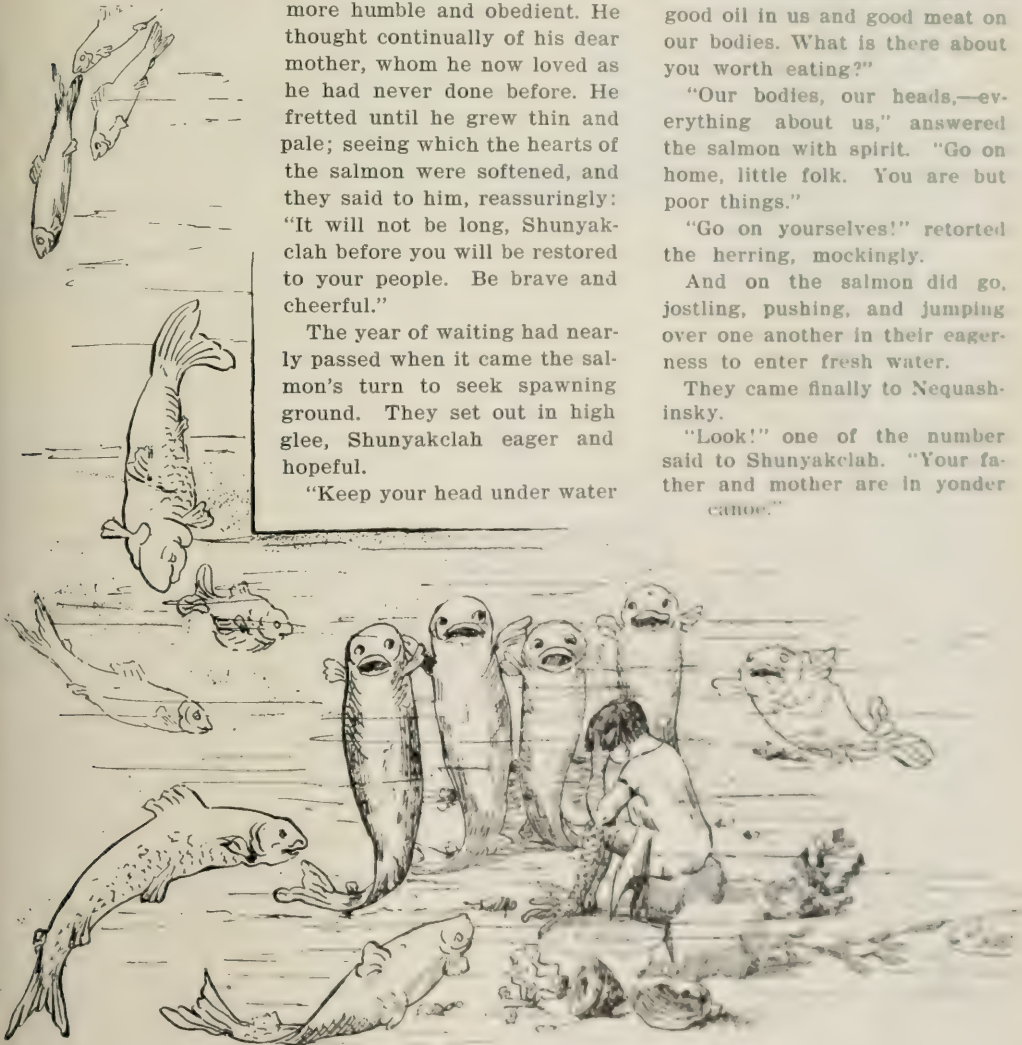 more humble and obedient. He
thought continually of his dear
mother, whom he now loved as
he had never done before. He
fretted until he grew thin and
pale; seeing which the hearts of
the salmon were softened, and
they said to him, reassuringly:
"It will not be long, Shunyak-
clah before you will be restored
to your people. Be brave and
cheerful."
The year of waiting had near-
ly passed when it came the sal-
mon's turn to seek spawning
ground. They set out in high
glee, Shunyakclah eager and
hopeful.
"Keep your head under water
good oil in us and good meat on
our bodies. What is there about
you worth eating?"
"Our bodies, our heads,—ev-
erything about us," answered
the salmon with spirit. "Go on
home, little folk. You are but
poor things."
"Go on yourselves!" retorted
the herring, mockingly.
And on the salmon did go,
jostling, pushing, and jumping
over one another in their eager-
ness to enter fresh water.
They came finally to Nequash-
insky.
"Look!" one of the number
said to Shunyakclah. "Your fa-
ther and mother are in yonder
canoe."